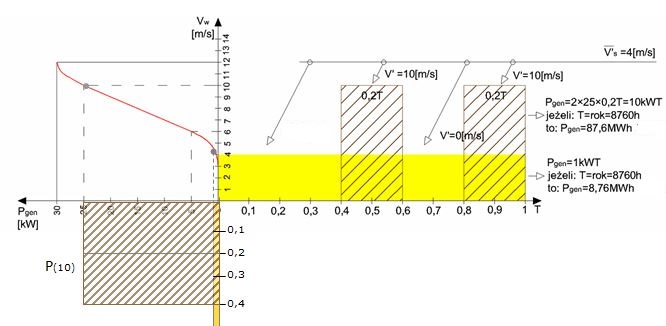 Vw
[m/s]
14
13
12
11
10
9
8
7
6
5
4
3
2
1
V's =4[m/s]
V' =10[m/s]
V'=10[m/s]
0,2T
0,2T
V'=0[m/s]
Pgen=2×25×0,2T=10kWT
jeżeli: T=rok=8760h
to: Pgen=87,6MWh
Pgen=1kWT
jeżeli: T=rok=8760h
to: Pgen=8,76MWh
Pgen
[kW]
30
25
20
15
10
5
0,1
0,2
0,3
0,4
0,5
0,6
0,7
0,8
0,9
1
T
P(10)
0,1
0,2
0,3
0,4